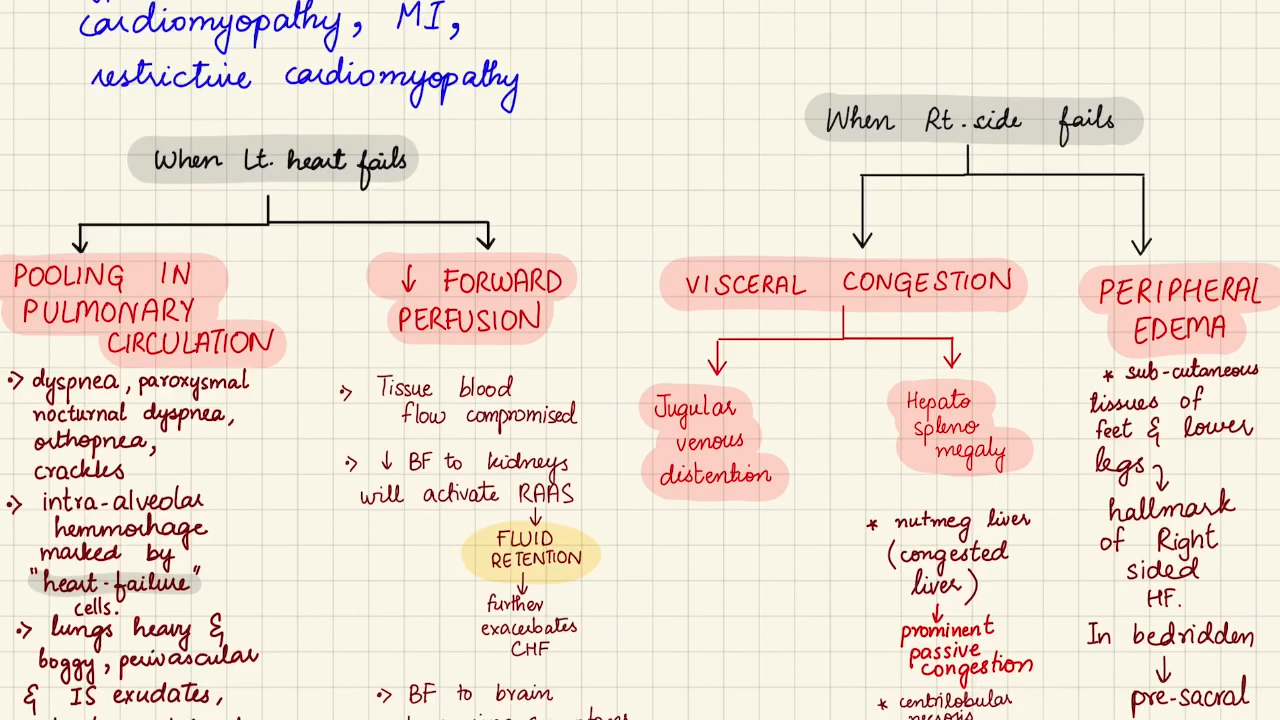 cardiomyopathy, MI,
restrictive cardiomyopathy
When Lt. heart fails
POOLING IN
PULMONARY
CIRCULATION
·> dyspnea, paroxysmal
nocturnal dyspnea,
orthopnea,
crackles
·> intra-alveolar
hemmorhage
marked by
"heart-failure"
cells.
·> lungs heavy &
boggy, perivascular
& IS exudates,
↓ FORWARD
PERFUSION
·> Tissue blood
flow compromised
·> ↓ BF to kidneys
will activate RAAS
↓
FLUID
RETENTION
↓
further
exacerbates
CHF
·> BF to brain
When Rt. side fails
VISCERAL CONGESTION
Jugular
venous
distention
Hepato
spleno
megaly
* nutmeg liver
(congested
liver)
↓
prominent
passive
congestion
* centrilobular
necrosis
PERIPHERAL
EDEMA
* sub-cutaneous
tissues of
feet & lower
legs
hallmark
of Right
sided
HF.
In bedridden
↓
pre-sacral